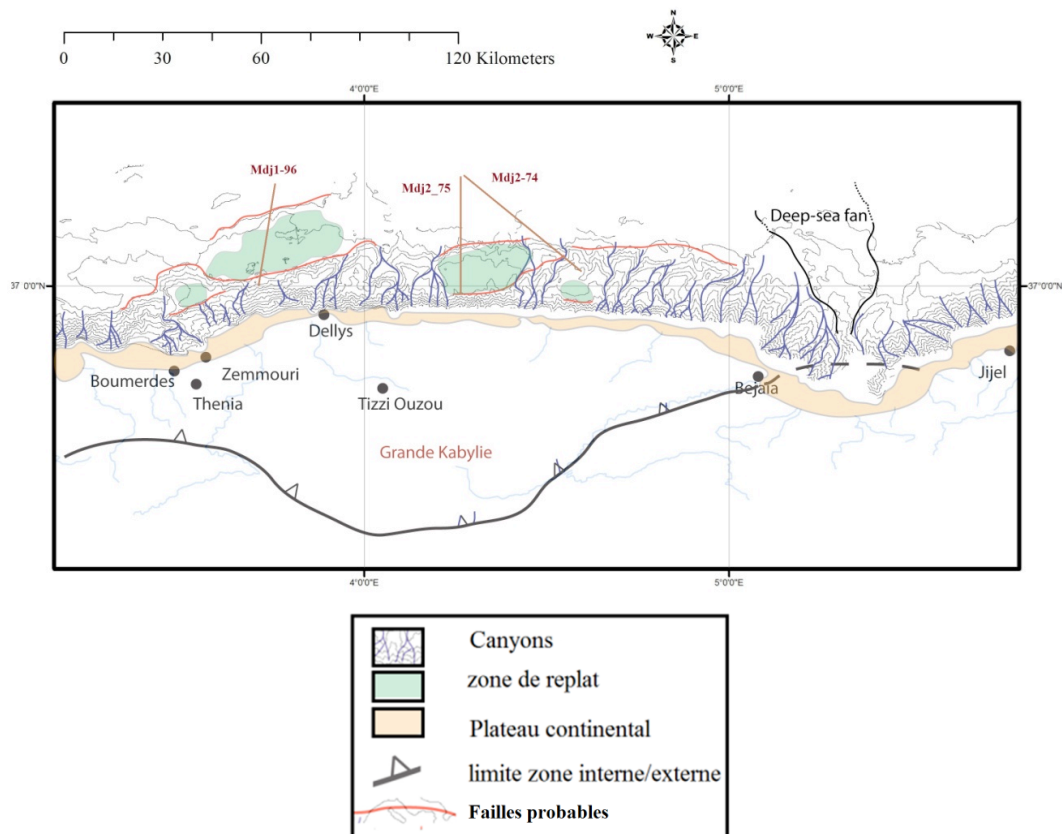 N
W E
S
0 30 60 120 Kilometers
4°0'0"E 5°0'0"E
Mdj1-96
Mdj2_75 Mdj2-74
Deep-sea fan
37°0'0"N 37°0'0"N
Dellys
Boumerdes Zemmouri
Thenia Tizzi Ouzou Bejaia Jijel
Grande Kabylie
4°0'0"E 5°0'0"E
Canyons
zone de replat
Plateau continental
limite zone interne/externe
Failles probables